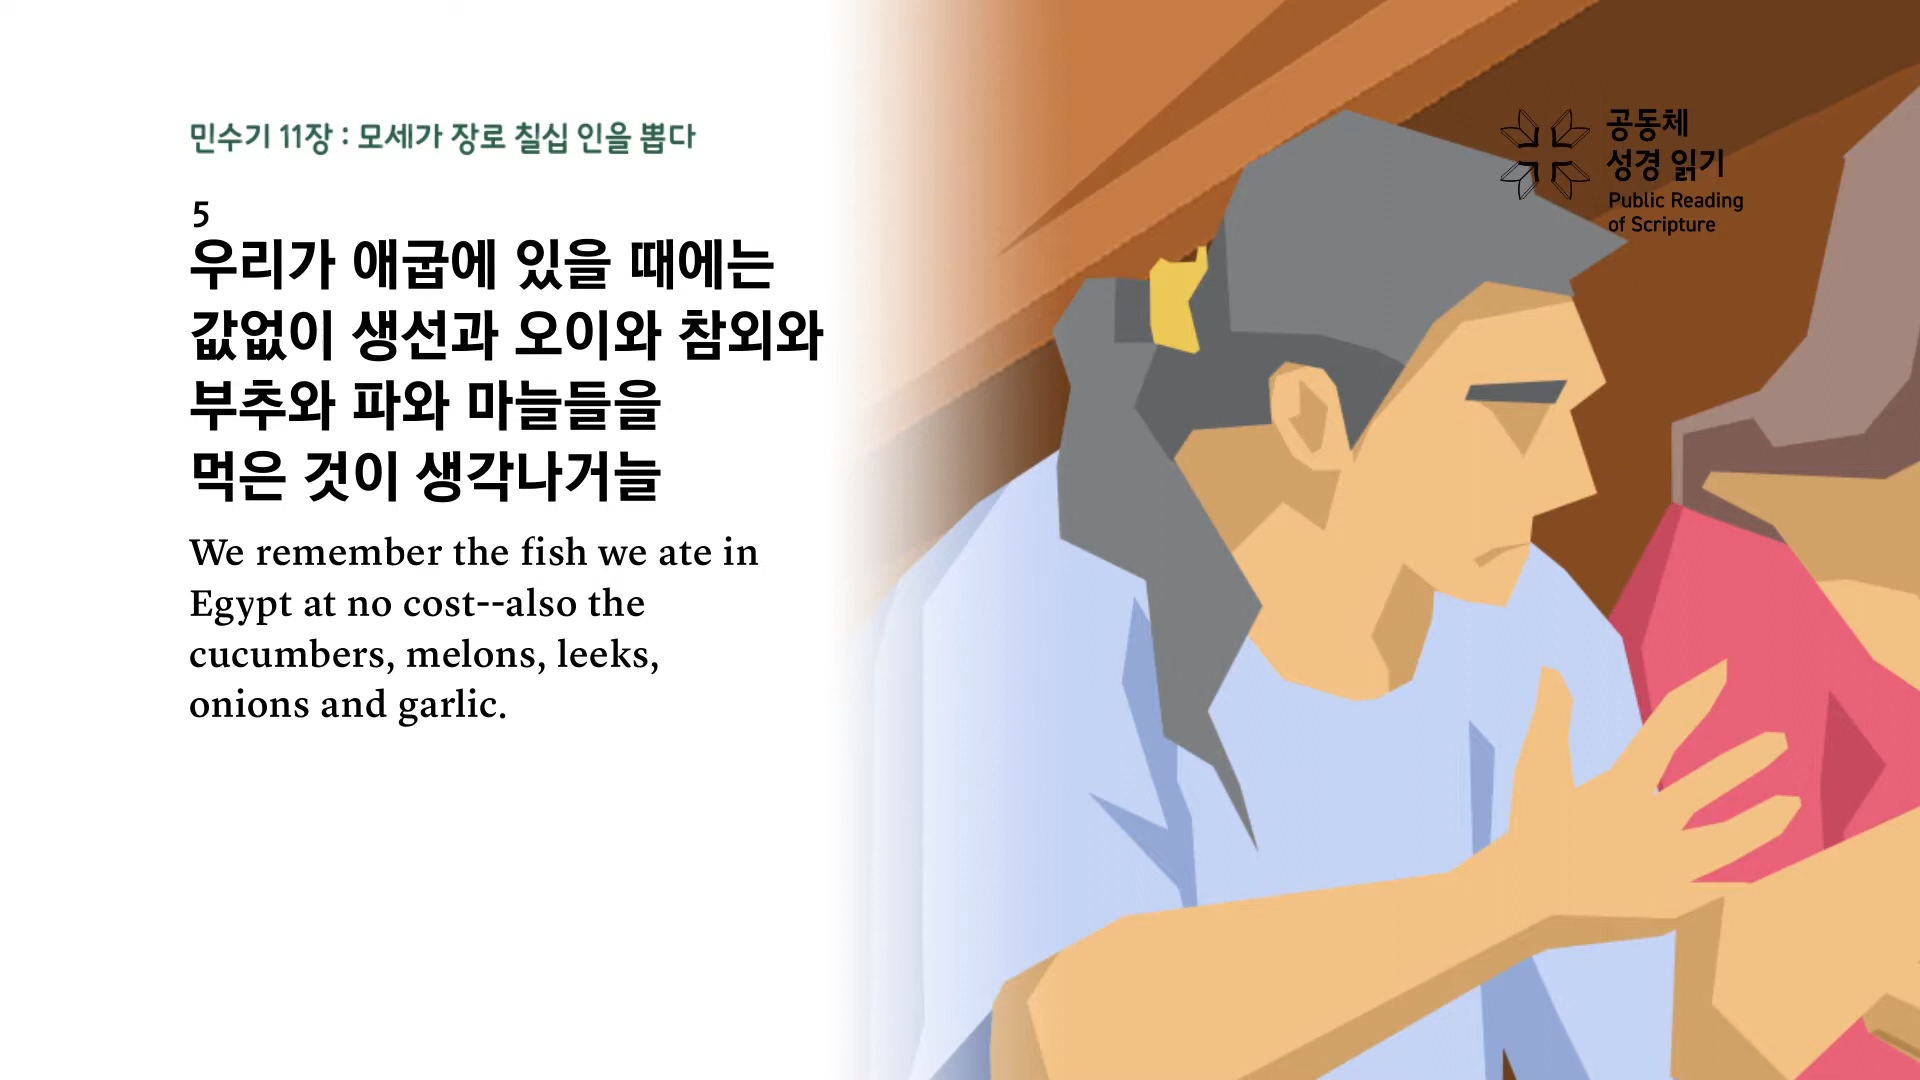 민수기 11장 : 모세가 장로 칠십 인을 뽑다
5
우리가 애굽에 있을 때에는
값없이 생선과 오이와 참외와
부추와 파와 마늘들을
먹은 것이 생각나거늘
We remember the fish we ate in
Egypt at no cost--also the
cucumbers, melons, leeks,
onions and garlic.
공동체
성경 읽기
Public Reading
of Scripture